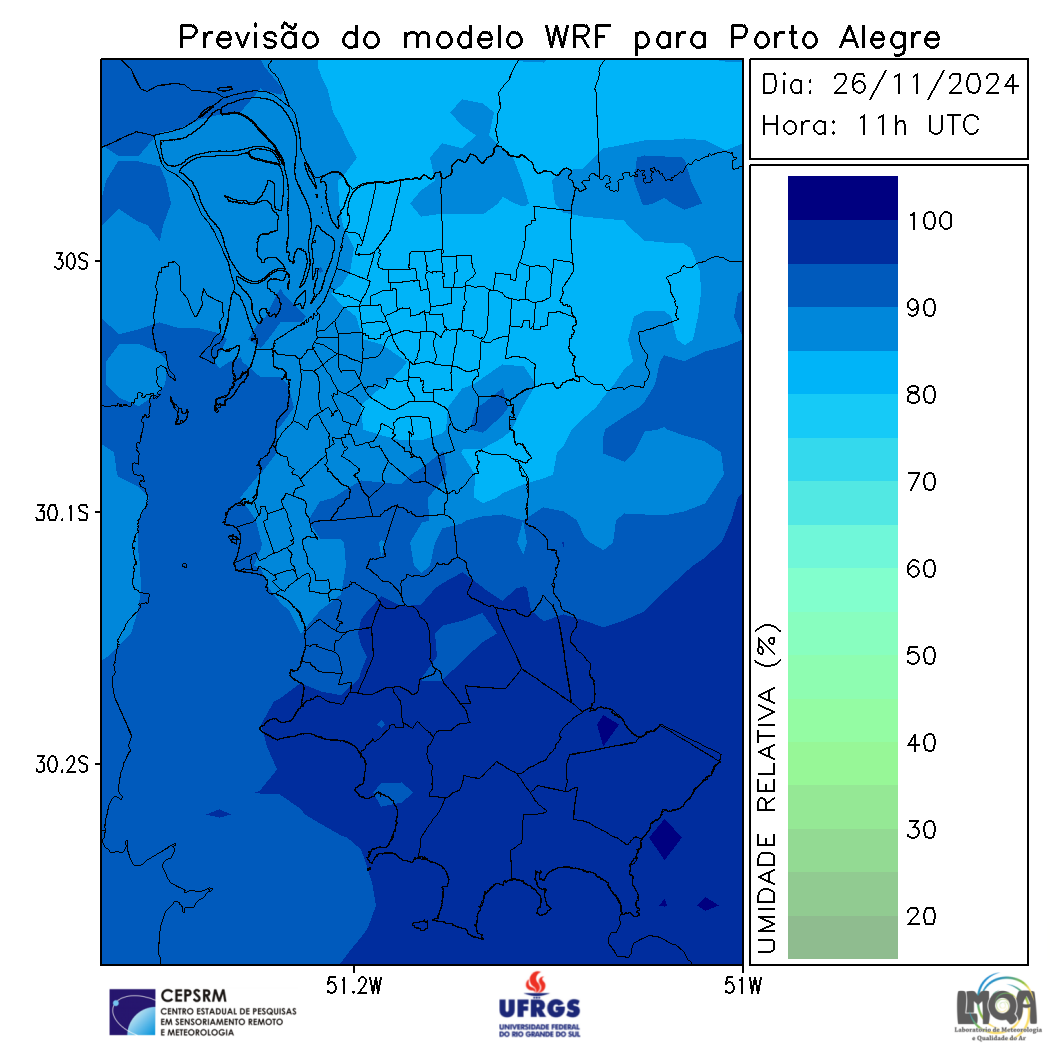 Previsão do modelo WRF para Porto Alegre
Dia: 26/11/2024
Hora: 11h UTC
30S
30.1S
30.2S
51.2W
51W
100
90
80
70
60
50
40
30
20
UMIDADE RELATIVA (%)
CEPSRM
CENTRO ESTADUAL DE PESQUISAS
EM SENSORIAMENTO REMOTO
E METEOROLOGIA
UFRGS
UNIVERSIDADE FEDERAL
DO RIO GRANDE DO SUL
LMQA
Laboratório de Meteorologia
e Qualidade do Ar